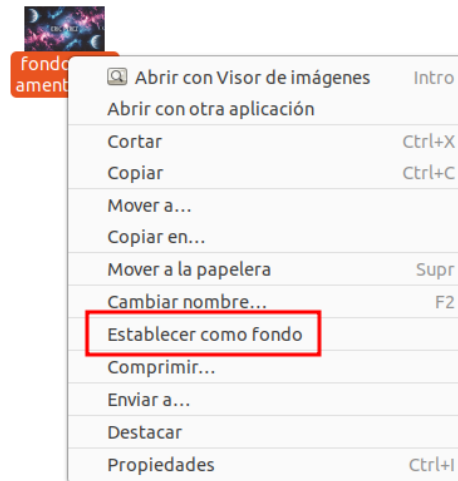 fondo
ament
Abrir con Visor de imágenes Intro
Abrir con otra aplicación
Cortar Ctrl+X
Copiar Ctrl+C
Mover a...
Copiar en...
Mover a la papelera Supr
Cambiar nombre... F2
Establecer como fondo
Comprimir...
Enviar a...
Destacar
Propiedades Ctrl+I